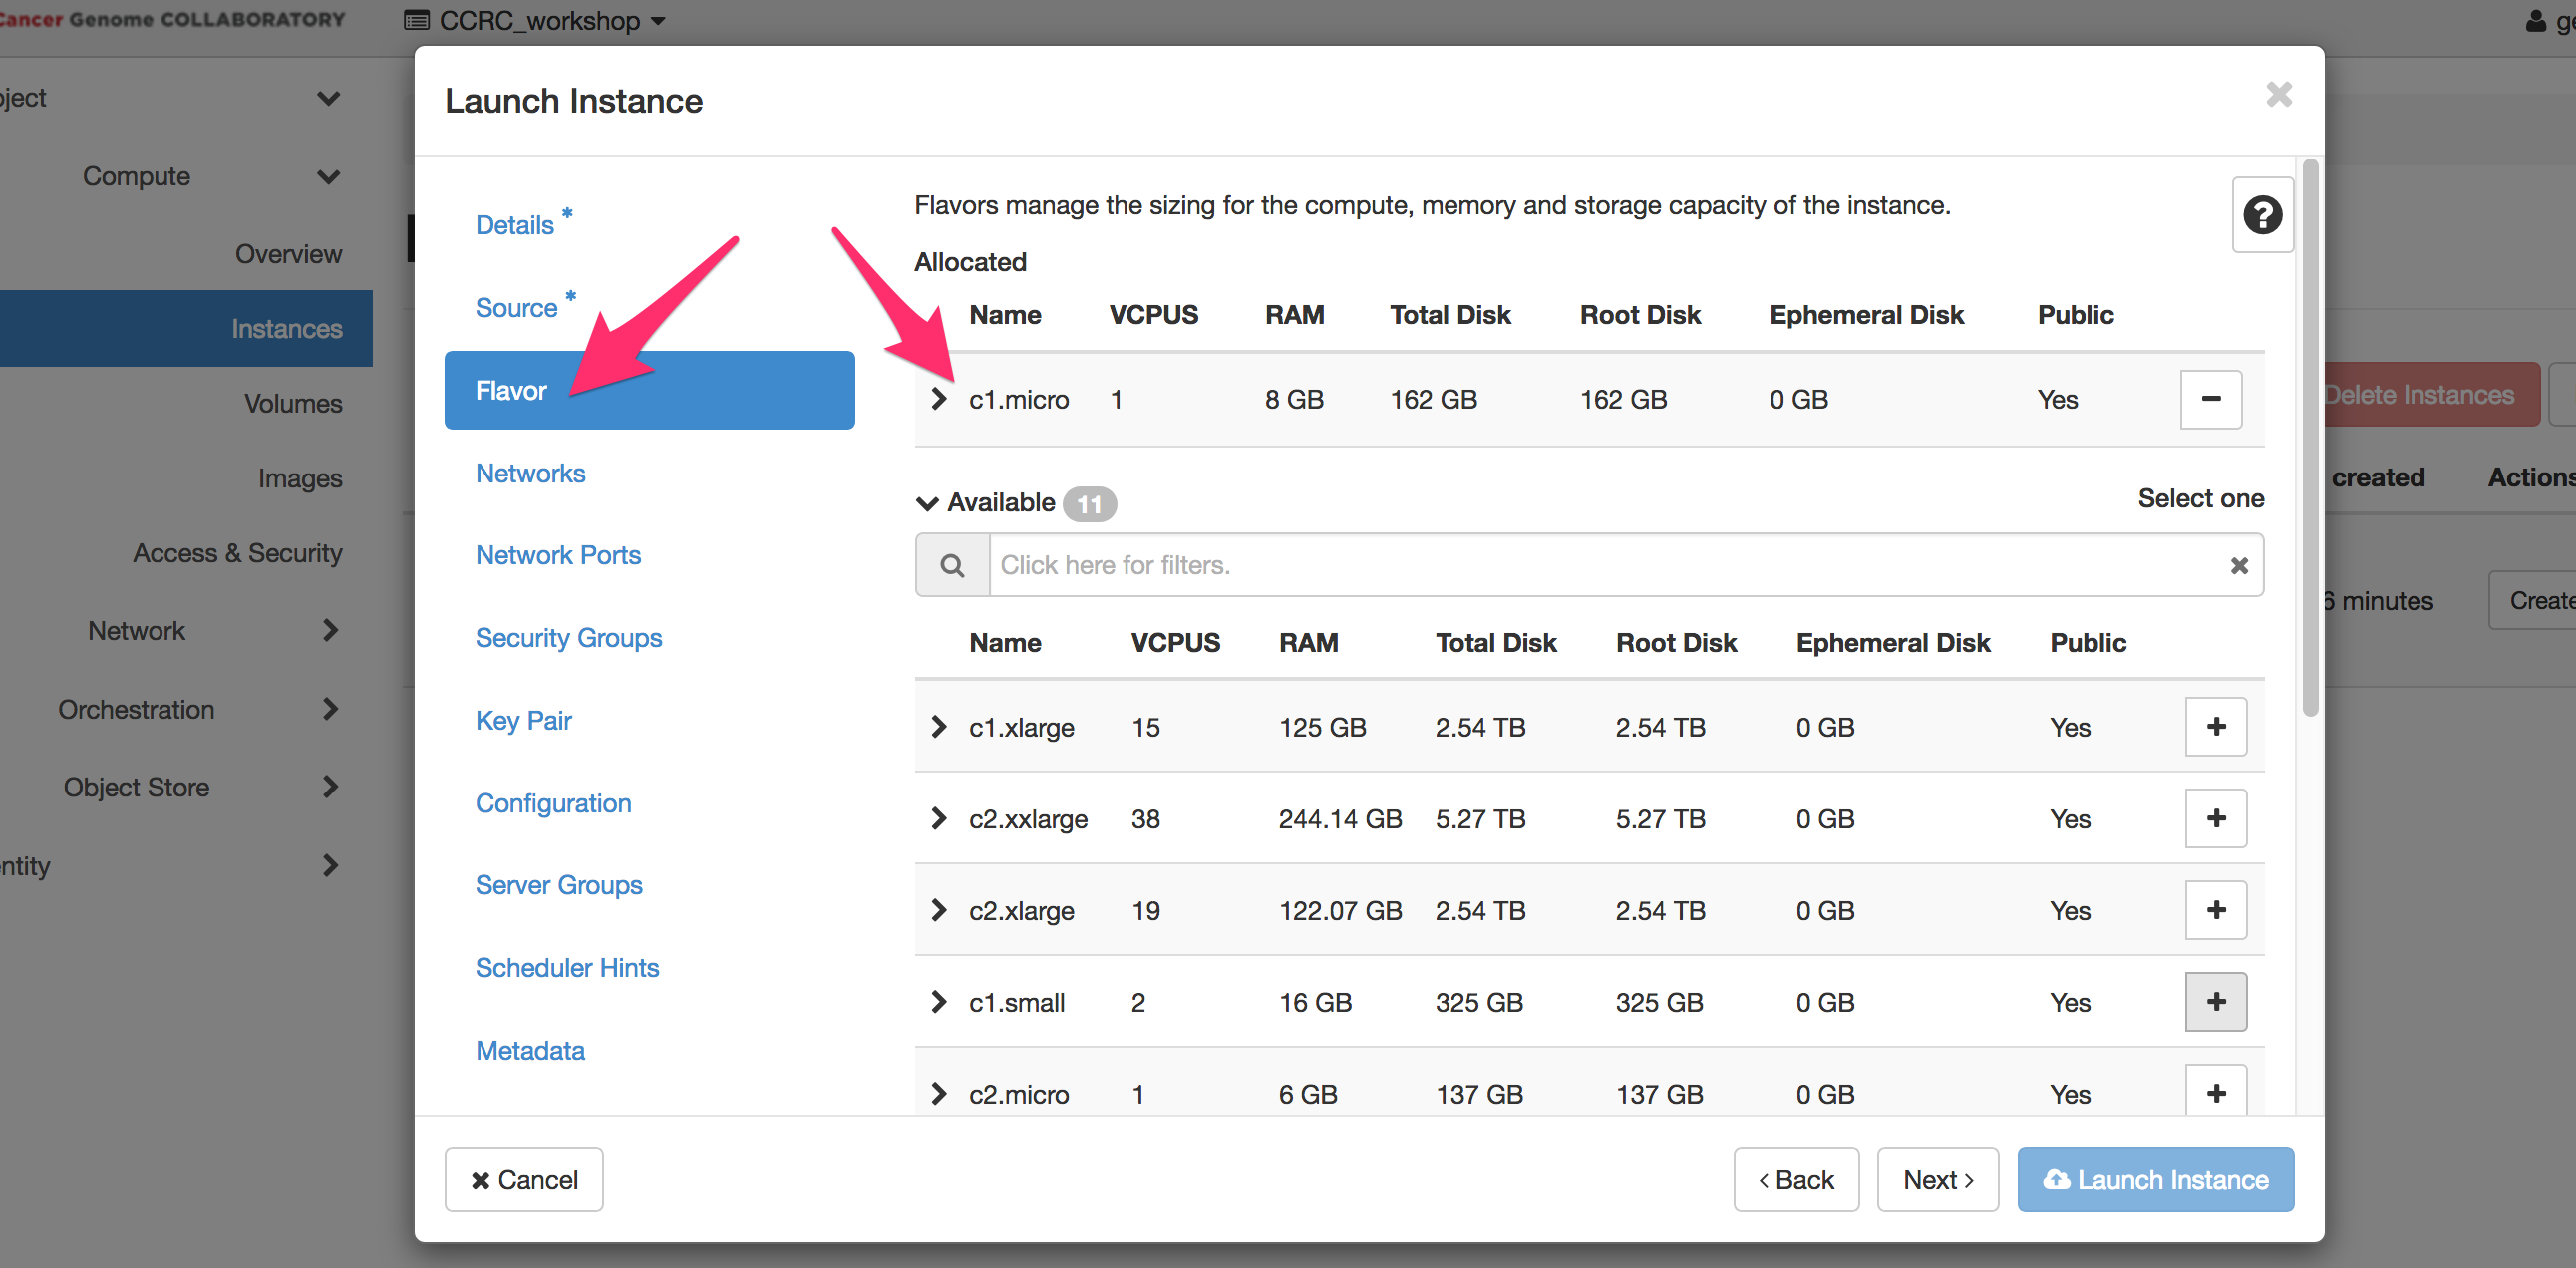 Cancer Genome COLLABORATORY
CCRC_workshop
Launch Instance
Compute
Overview
Instances
Volumes
Images
Access & Security
Network
Orchestration
Object Store
Details *
Source *
Flavor
Networks
Network Ports
Security Groups
Key Pair
Configuration
Server Groups
Scheduler Hints
Metadata
Flavors manage the sizing for the compute, memory and storage capacity of the instance.
Allocated
Name VCPUS RAM Total Disk Root Disk Ephemeral Disk Public
c1.micro 1 8 GB 162 GB 162 GB 0 GB Yes
Available 11 Select one
Click here for filters.
Name VCPUS RAM Total Disk Root Disk Ephemeral Disk Public
c1.xlarge 15 125 GB 2.54 TB 2.54 TB 0 GB Yes
c2.xxlarge 38 244.14 GB 5.27 TB 5.27 TB 0 GB Yes
c2.xlarge 19 122.07 GB 2.54 TB 2.54 TB 0 GB Yes
c1.small 2 16 GB 325 GB 325 GB 0 GB Yes
c2.micro 1 6 GB 137 GB 137 GB 0 GB Yes
Cancel
< Back
Next >
Launch Instance
Delete Instances
created Actions
6 minutes
Create